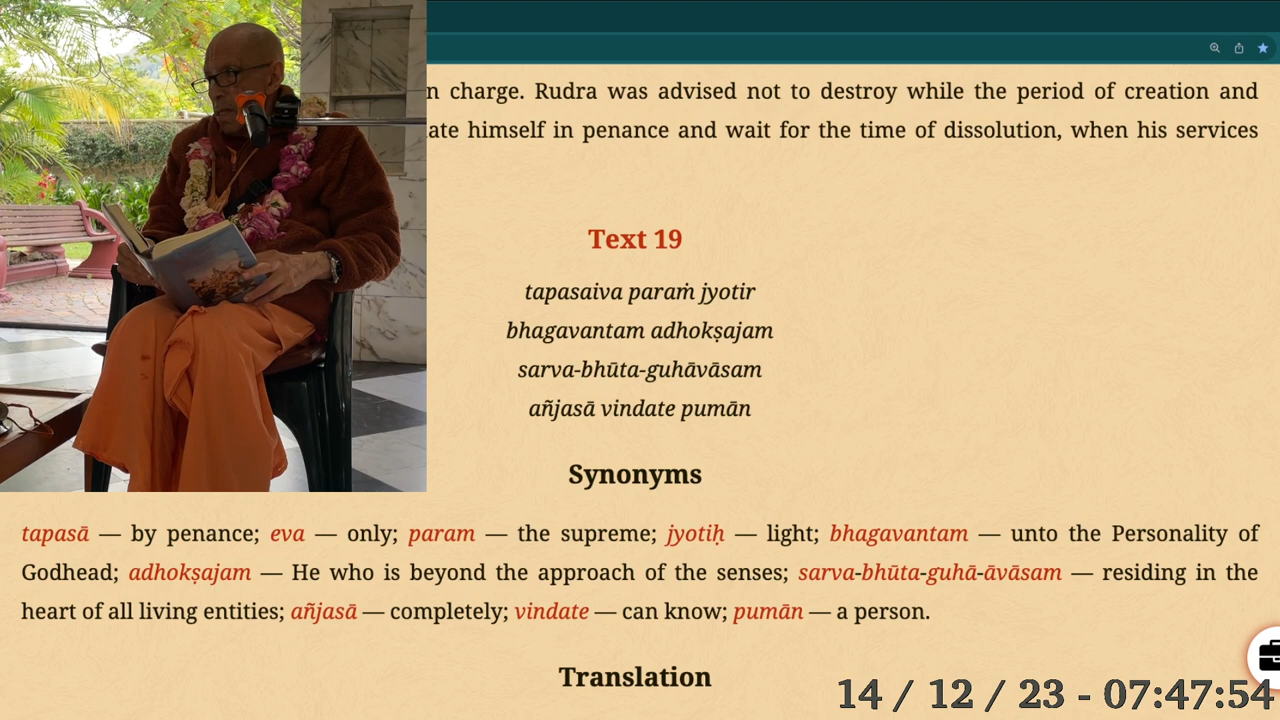 n charge. Rudra was advised not to destroy while the period of creation and
ate himself in penance and wait for the time of dissolution, when his services
Text 19
tapasaiva paraṁ jyotir
bhagavantam adhokṣajam
sarva-bhūta-guhāvāsam
añjasā vindate pumān
Synonyms
tapasā — by penance; eva — only; param — the supreme; jyotiḥ — light; bhagavantam — unto the Personality of
Godhead; adhokṣajam — He who is beyond the approach of the senses; sarva-bhūta-guhā-āvāsam — residing in the
heart of all living entities; añjasā — completely; vindate — can know; pumān — a person.
Translation
14 / 12 / 23 - 07:47:54